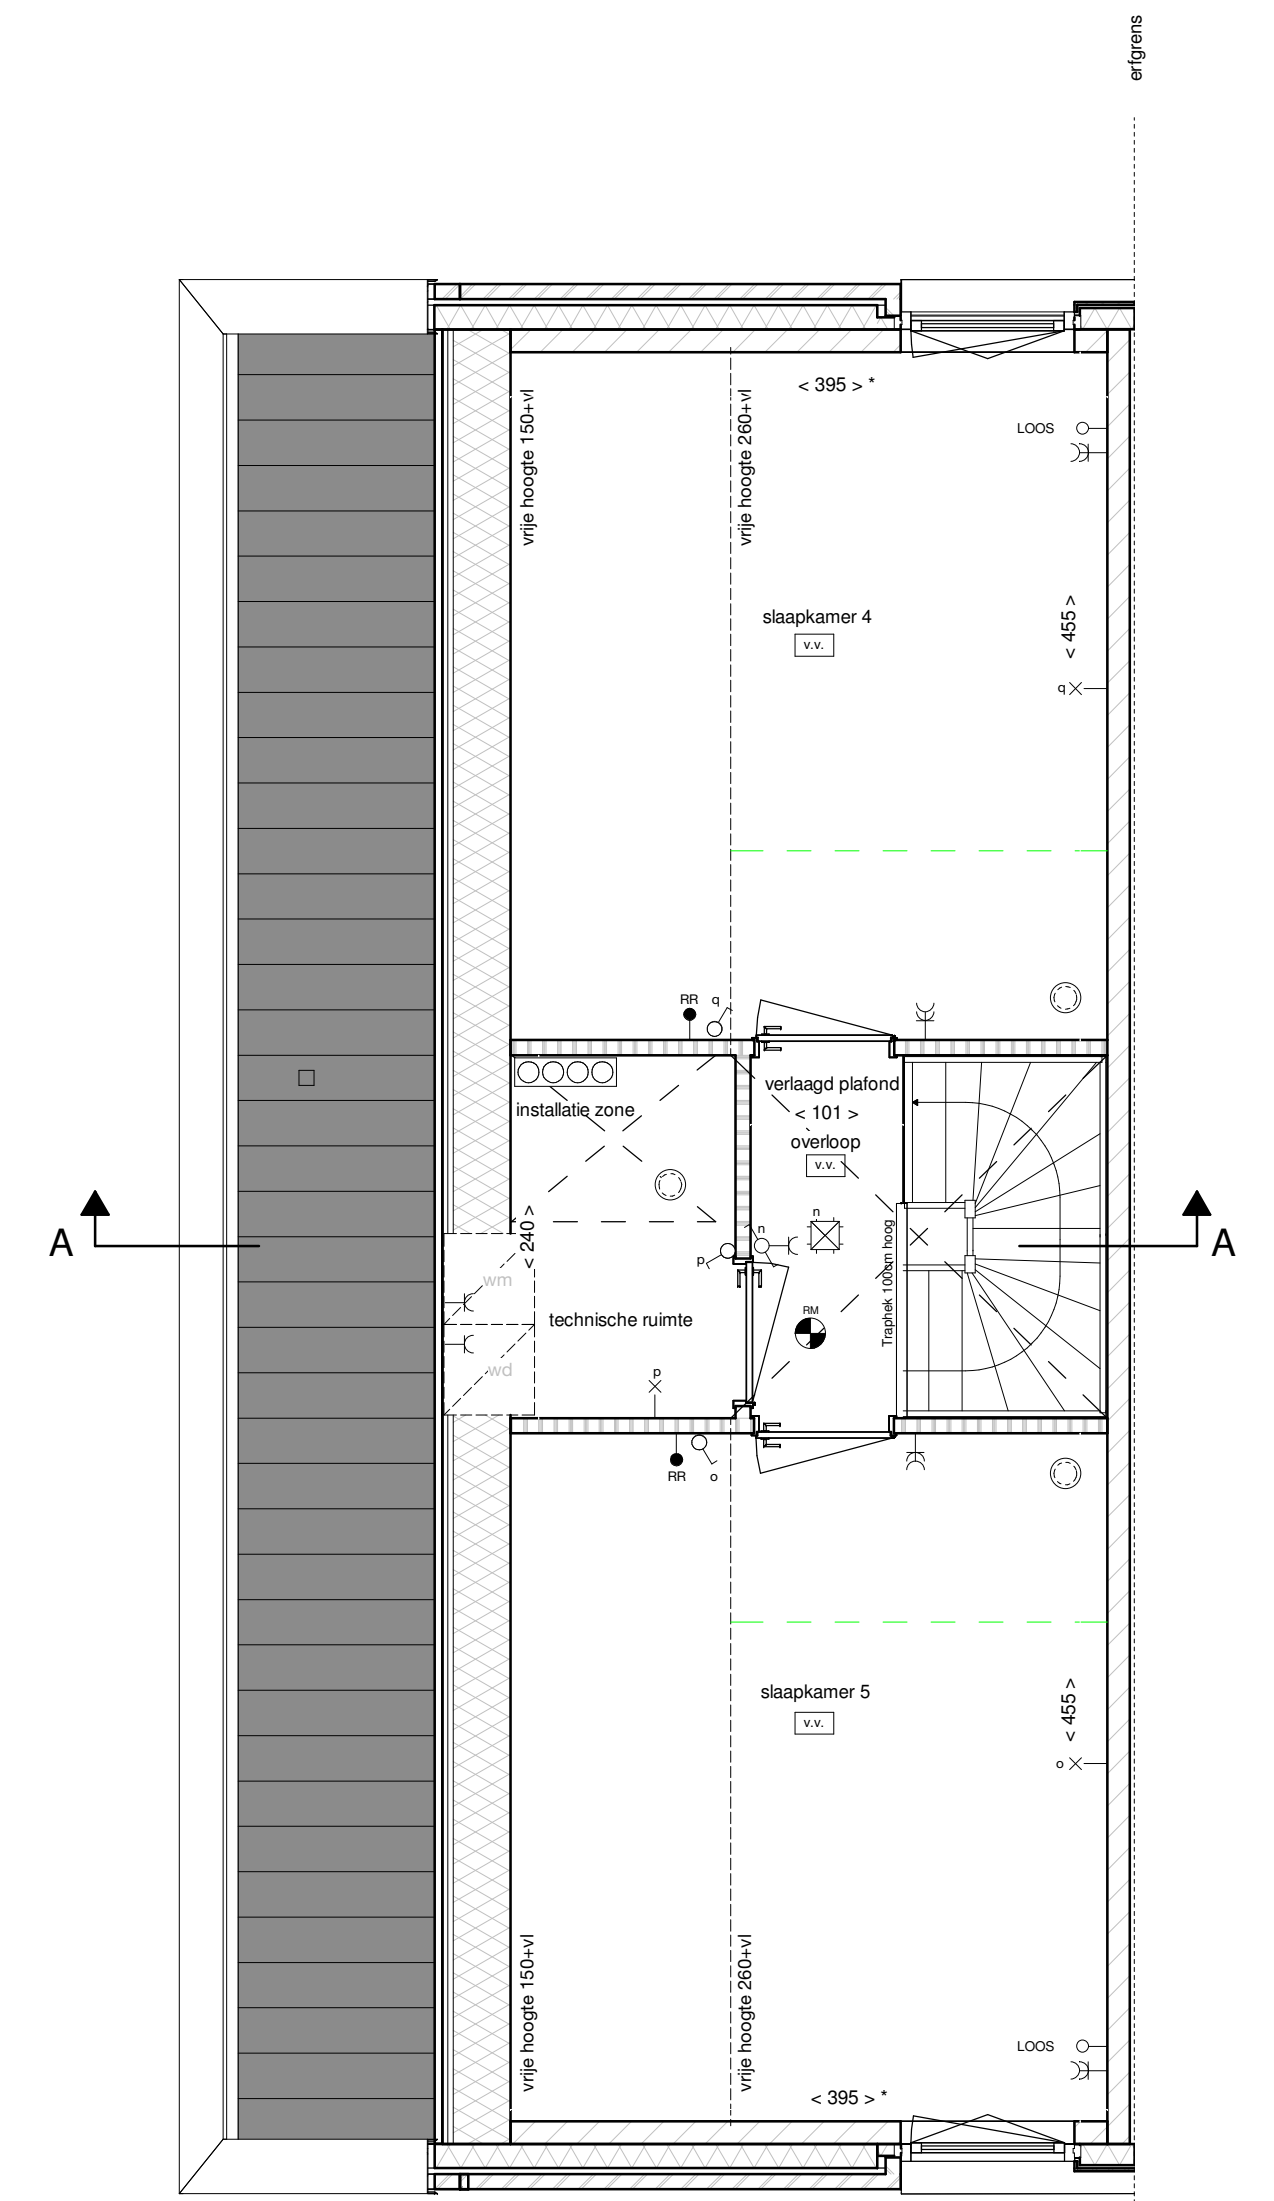 erfgrens
< 395 > *
vrije hoogte 150+vl
vrije hoogte 260+vl
LOOS
slaapkamer 4
v.v.
< 455 >
q
RR
q
verlaagd plafond
installatie zone
< 101 >
overloop
v.v.
n
n
p
< 240 >
Traphek 100cm hoog
A
A
wm
technische ruimte
RM
wd
p
RR
o
slaapkamer 5
v.v.
< 455 >
o
vrije hoogte 150+vl
vrije hoogte 260+vl
LOOS
< 395 > *